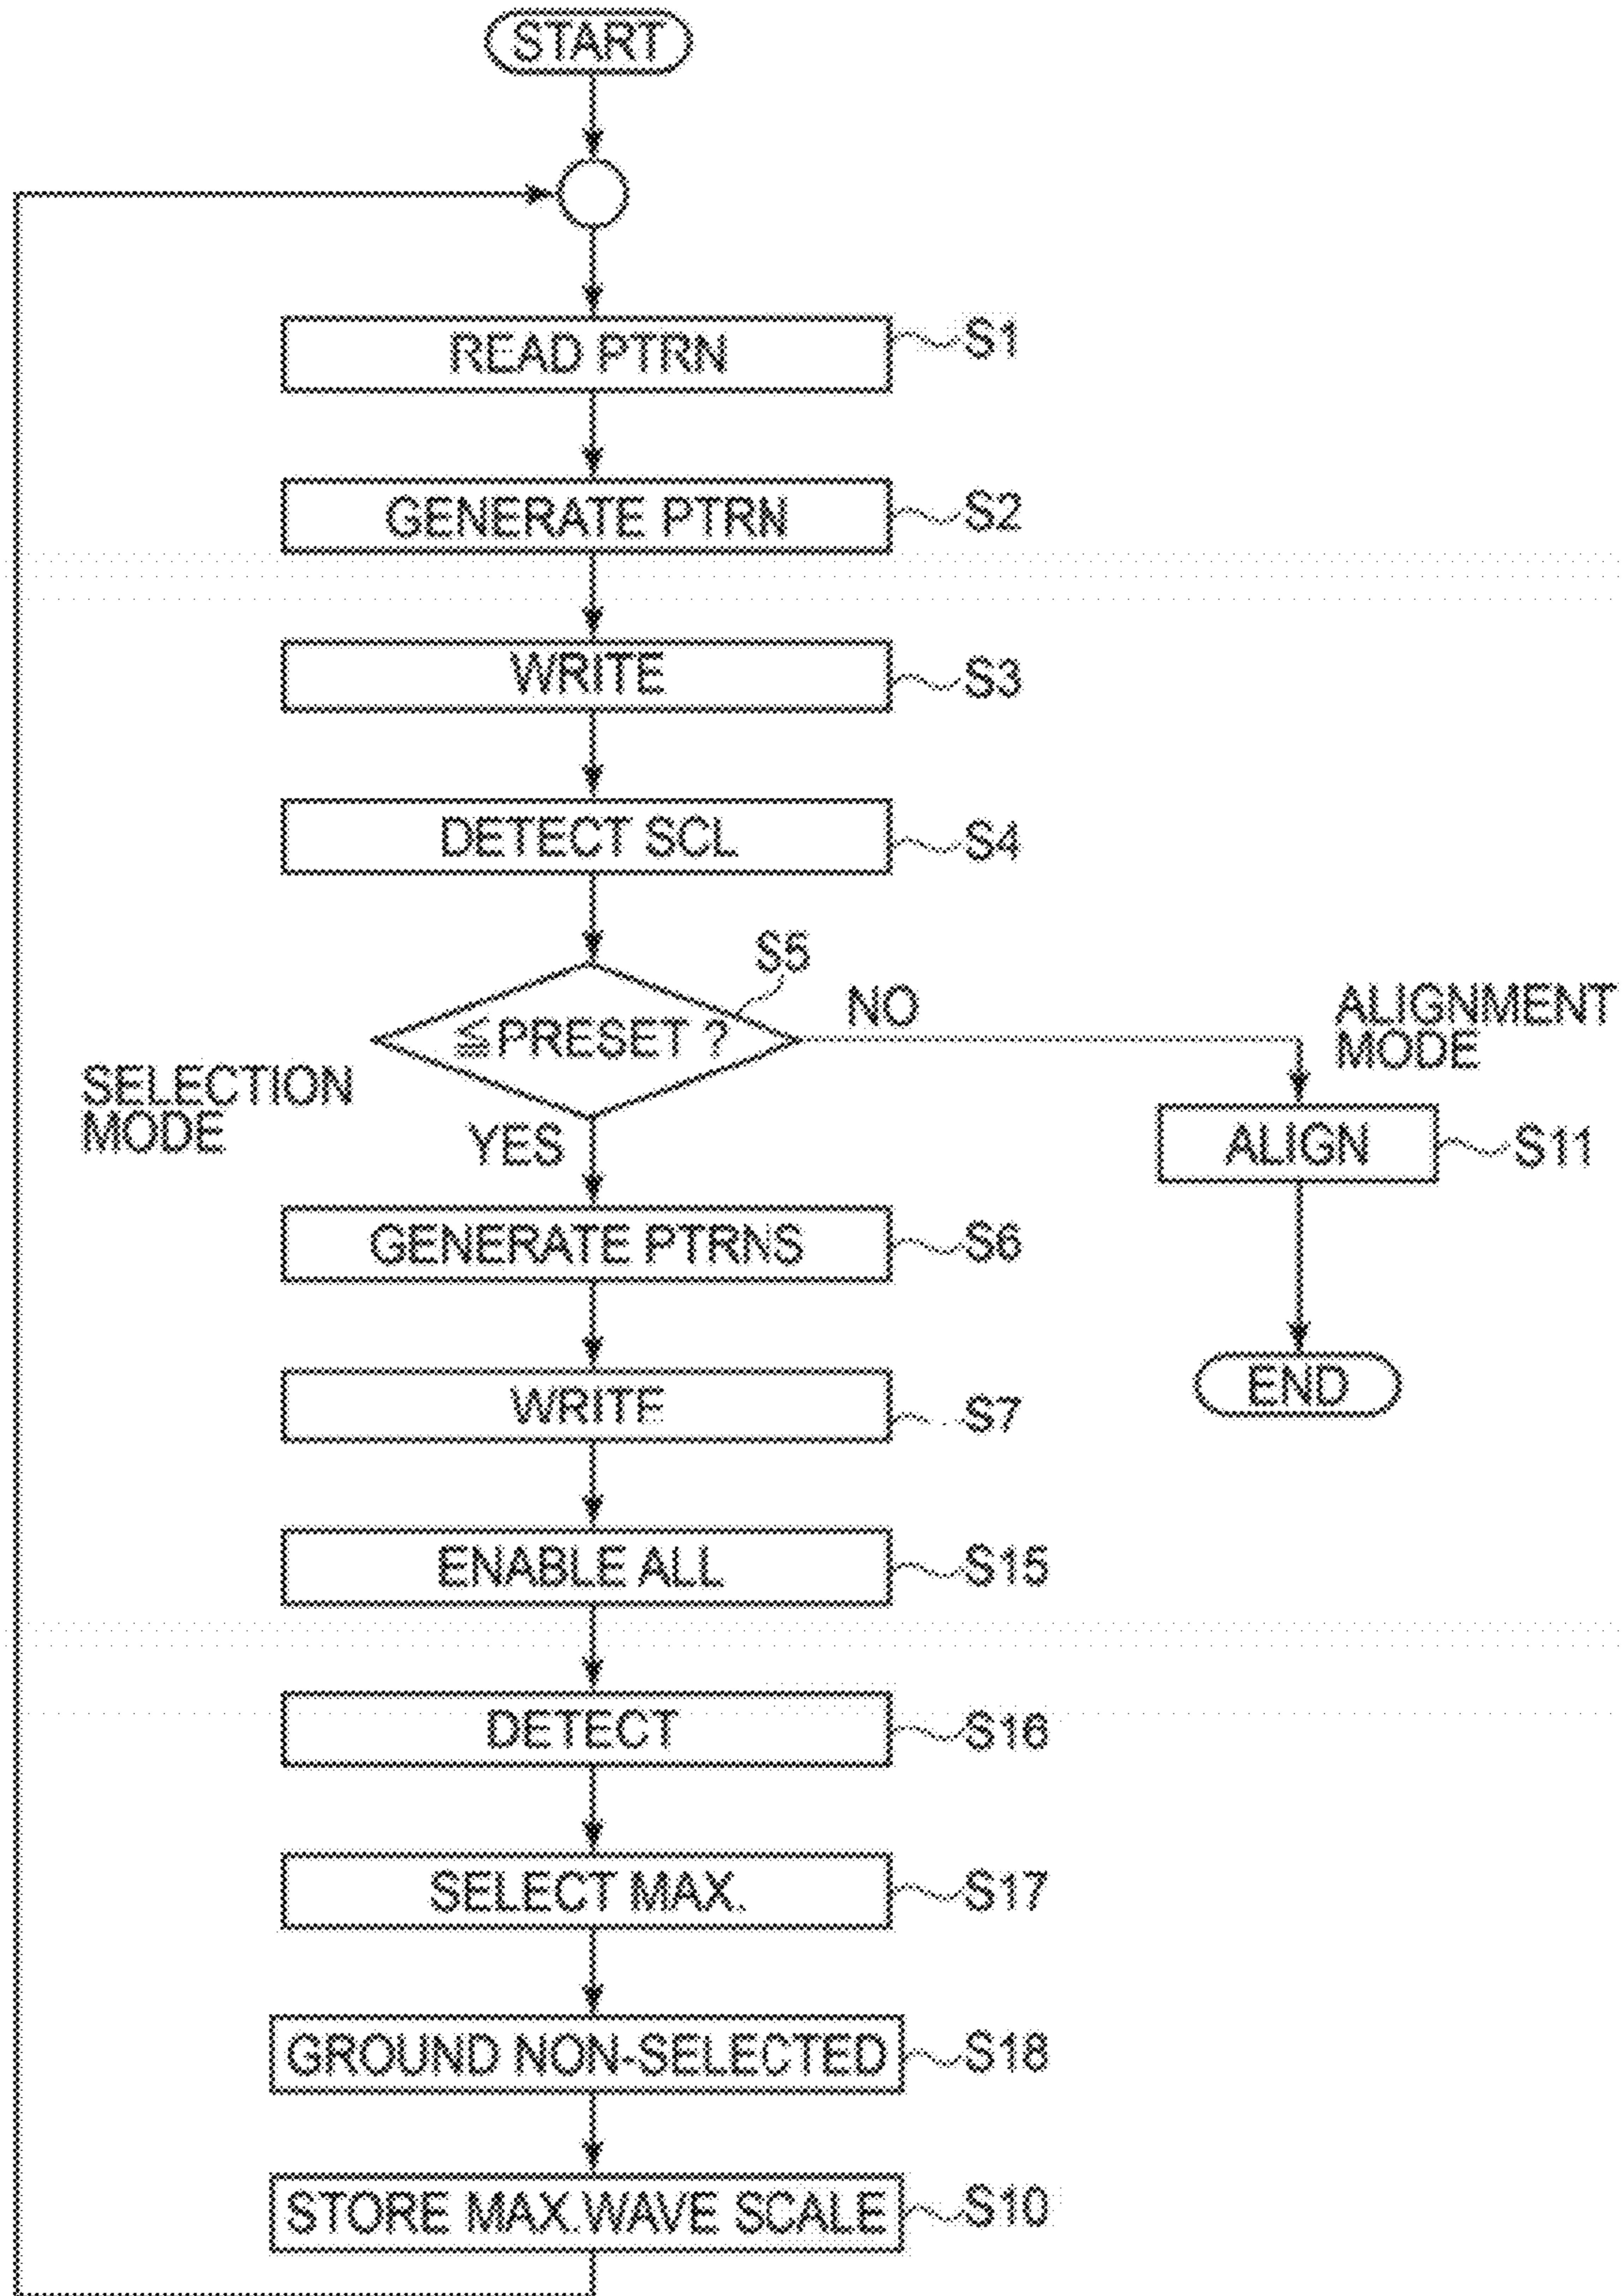 START
READ PTRN
S1
GENERATE PTRN
S2
WRITE
S3
DETECT SCL
S4
S5
≦PRESET ?
NO
ALIGNMENT
MODE
SELECTION
MODE
YES
ALIGN
S11
GENERATE PTRNS
S6
END
WRITE
S7
ENABLE ALL
S15
DETECT
S16
SELECT MAX.
S17
GROUND NON-SELECTED
S18
STORE MAX.WAVE SCALE
S10